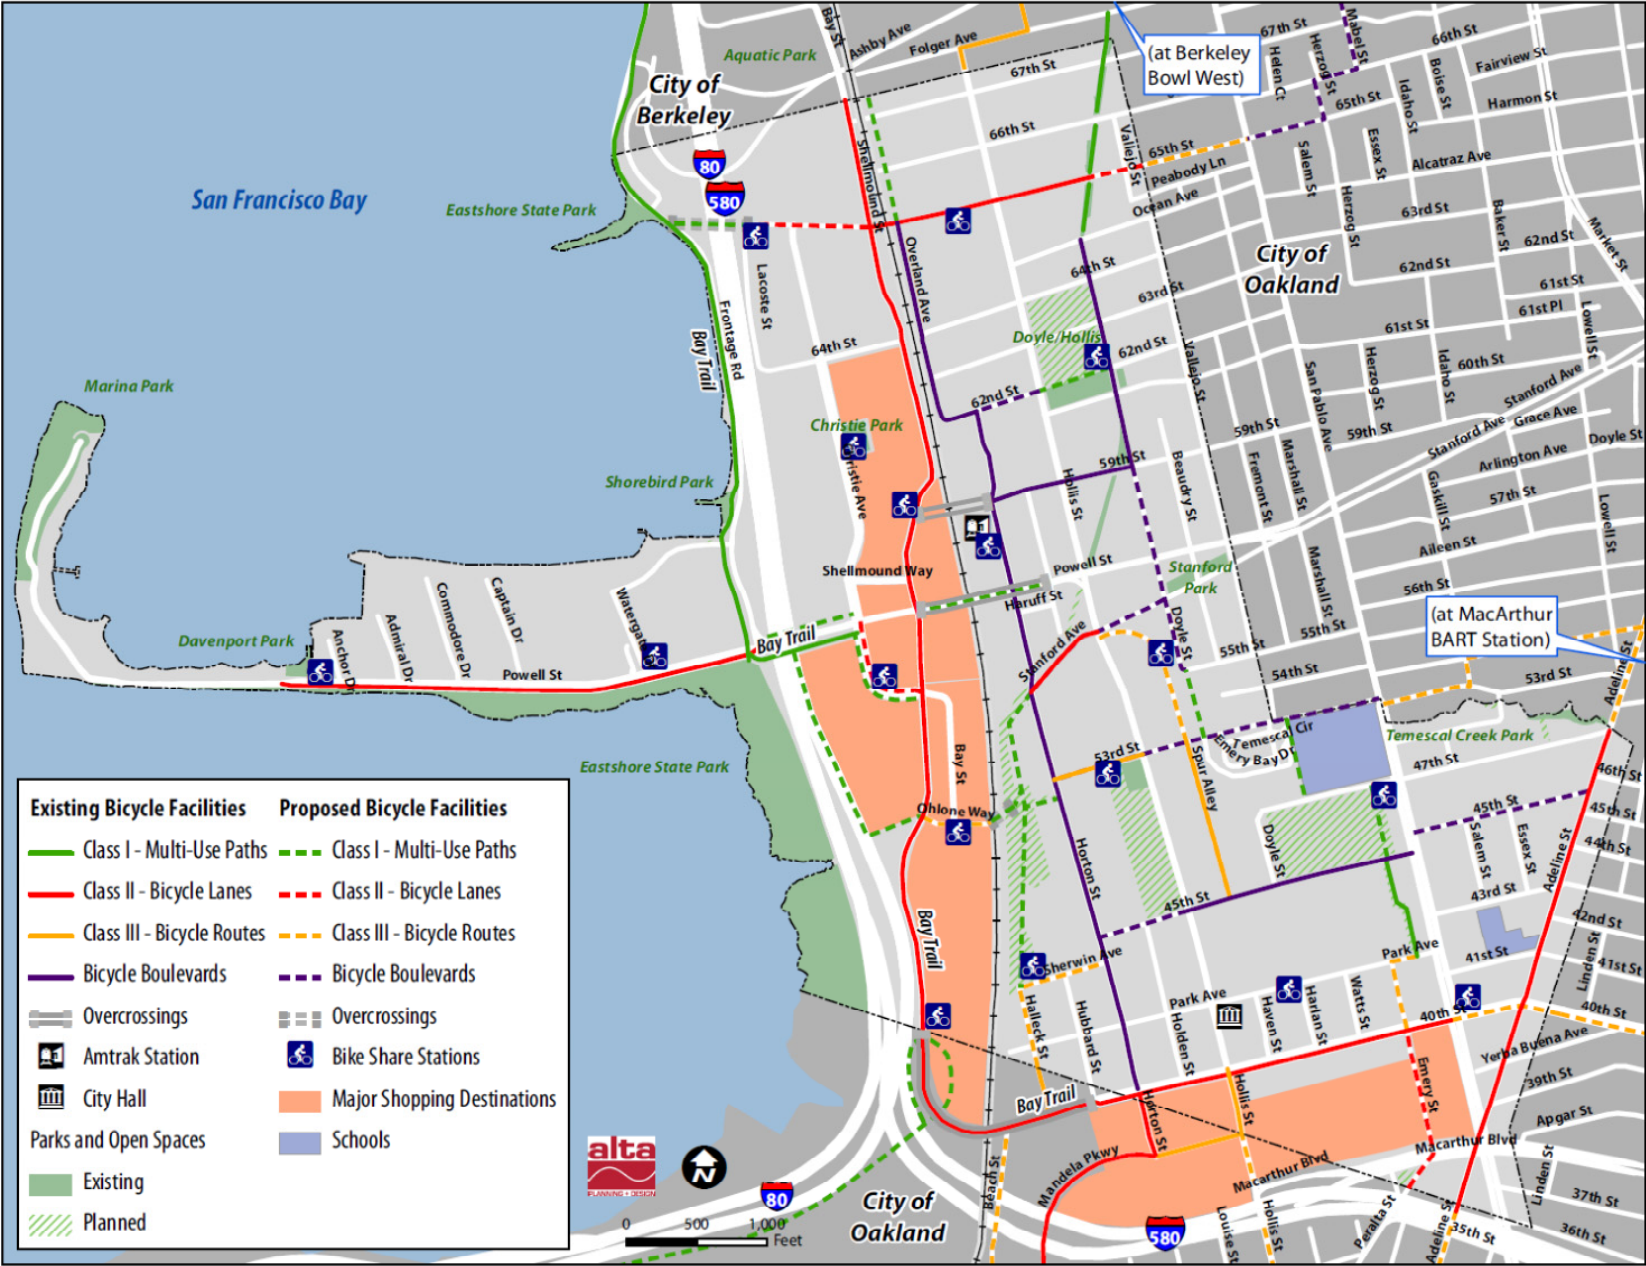 Bay St
Ashby Ave
Folger Ave
Aquatic Park
67th St
66th St
(at Berkeley
Bowl West)
67th St
Helen Ct
Herzog St
Mabel St
66th St
Fairview St
Boise St
Idaho St
65th St
Harmon St
City of
Berkeley
80
580
Shellmound St
Vallejo St
65th St
Peabody Ln
Ocean Ave
Salem St
Essex St
Alcatraz Ave
Herzog St
63rd St
Baker St
Market St
62nd St
San Francisco Bay
Eastshore State Park
Lacoste St
Overland Ave
64th St
63rd St
City of
Oakland
62nd St
61st St
61st Pl
Lowell St
Frontage Rd
Bay Trail
64th St
Doyle/Hollis
62nd St
Vallejo St
61st St
Herzog St
Idaho St
60th St
Stanford Ave
Marina Park
62nd St
San Pablo Ave
Grace Ave
Christie Park
59th St
59th St
Stanford Ave
Doyle St
Arlington Ave
Shorebird Park
ristie Ave
Hollis St
59th St
Beaudry St
Fremont St
Marshall St
Gaskill St
57th St
Lowell St
Aileen St
Shellmound Way
Powell St
Haruff St
Stanford
Park
Marshall St
56th St
(at MacArthur
BART Station)
Davenport Park
Anchor Dr
Admiral Dr
Commodore Dr
Captain Dr
Watergat
Powell St
Bay Trail
Stanford Ave
Doyle St
55th St
55th St
54th St
53rd St
Adeline St
Eastshore State Park
Bay St
53rd St
Spur Alley
Emery Bay Dr
Temescal Cir
Temescal Creek Park
47th St
46th St
Ohlone Way
Horton St
Doyle St
45th St
Salem St
Essex St
Adeline St
45th St
44th St
45th St
43rd St
42nd St
Bay Trail
Sherwin Ave
Park Ave
41st St
Linden St
41st St
Halleck St
Hubbard St
Park Ave
Holden St
Haven St
Harlan St
Watts St
40th St
40th St
Yerba Buena Ave
39th St
Bay Trail
Horton St
Hollis St
Emery St
Apgar St
Mandela Pkwy
Macarthur Blvd
Macarthur Blvd
Linden St
Beach St
Louise St
Hollis St
Peralta St
Adeline St
37th St
36th St
35th St
580
City of
Oakland
80
Existing Bicycle Facilities
Class I - Multi-Use Paths
Class II - Bicycle Lanes
Class III - Bicycle Routes
Bicycle Boulevards
Overcrossings
Amtrak Station
City Hall
Parks and Open Spaces
Existing
Planned
Proposed Bicycle Facilities
Class I - Multi-Use Paths
Class II - Bicycle Lanes
Class III - Bicycle Routes
Bicycle Boulevards
Overcrossings
Bike Share Stations
Major Shopping Destinations
Schools
alta
PLANNING + DESIGN
N
0 500 1,000
Feet